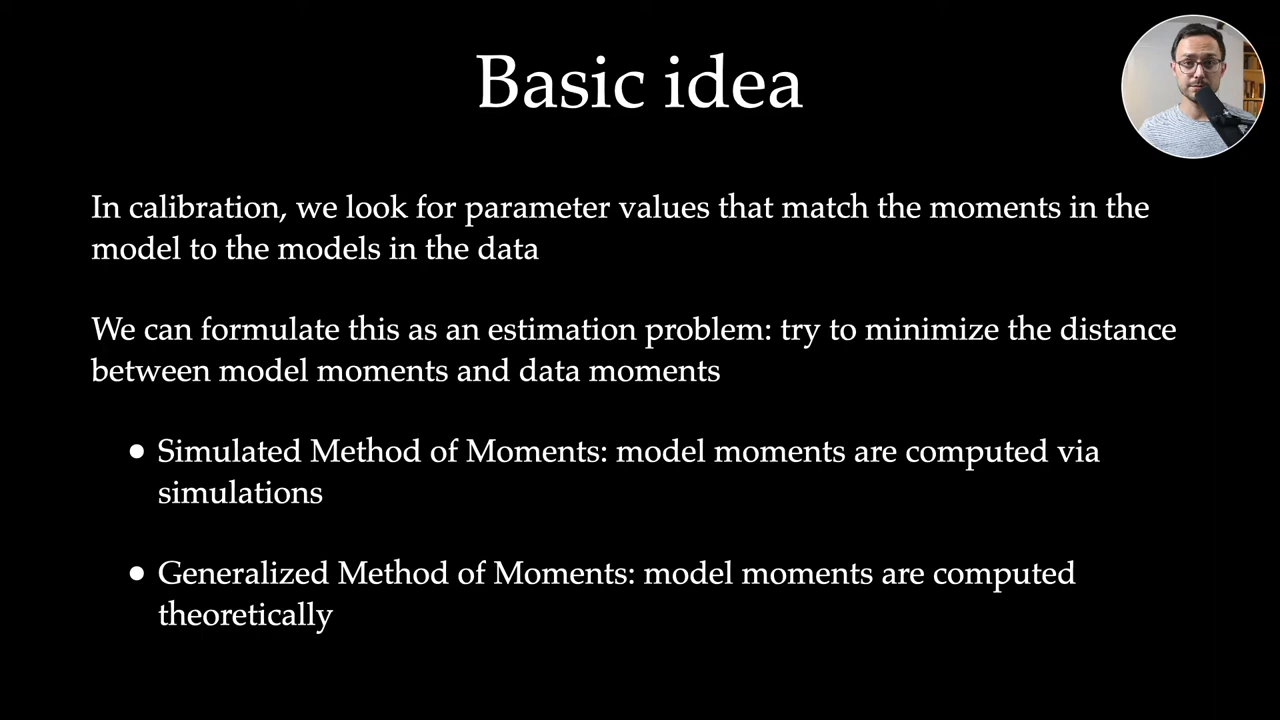 Basic idea
In calibration, we look for parameter values that match the moments in the
model to the models in the data
We can formulate this as an estimation problem: try to minimize the distance
between model moments and data moments
• Simulated Method of Moments: model moments are computed via
simulations
• Generalized Method of Moments: model moments are computed
theoretically